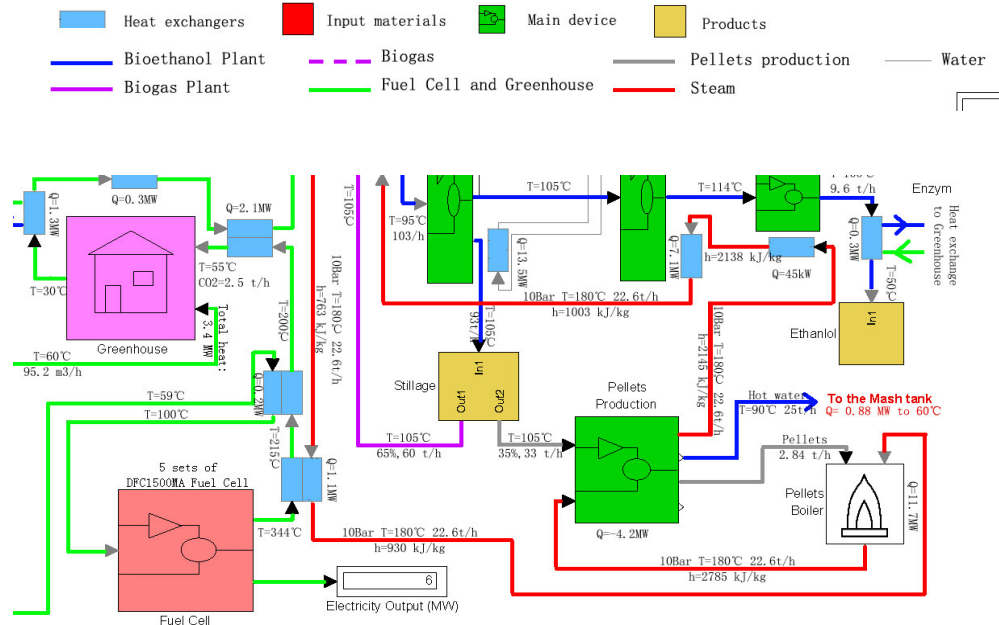 Heat exchangers
Input materials
Main device
Products
Bioethanol Plant
Biogas
Pellets production
Water
Biogas Plant
Fuel Cell and Greenhouse
Steam
Q=1.3MW
Q=0.3MW
Q=2.1MW
T=30℃
T=55℃
CO2=2.5 t/h
Greenhouse
Total heat:
3.4 MW
T=60℃
95.2 m3/h
T=200℃
10Bar T=180℃ 22.6t/h
h=763 kJ/kg
T=105℃
T=95℃
103/h
T=105℃
Q=13.5MW
T=105℃
93t/h
T=114℃
Q=7.1MW
h=2138 kJ/kg
Q=45kW
10Bar T=180℃ 22.6t/h
h=1003 kJ/kg
9.6 t/h
Enzym
Q=0.3MW
Heat exchange
to Greenhouse
T=50℃
In1
Ethanlol
T=59℃
T=100℃
Q=0.2MW
T=215℃
Q=1.1MW
5 sets of
DFC1500MA Fuel Cell
T=344℃
Fuel Cell
6
Electricity Output (MW)
Stillage
In1
Out1
Out2
T=105℃
65%,60 t/h
T=105℃
35%,33 t/h
Pellets
Production
Q=-4.2MW
10Bar T=180℃ 22.6t/h
h=2145 kJ/kg
Hot water
T=90℃ 25t/h
To the Mash tank
Q= 0.88 MW to 60℃
Pellets
2.84 t/h
Pellets
Boiler
Q=11.7MW
10Bar T=180℃ 22.6t/h
h=930 kJ/kg
10Bar T=180℃ 22.6t/h
h=2785 kJ/kg